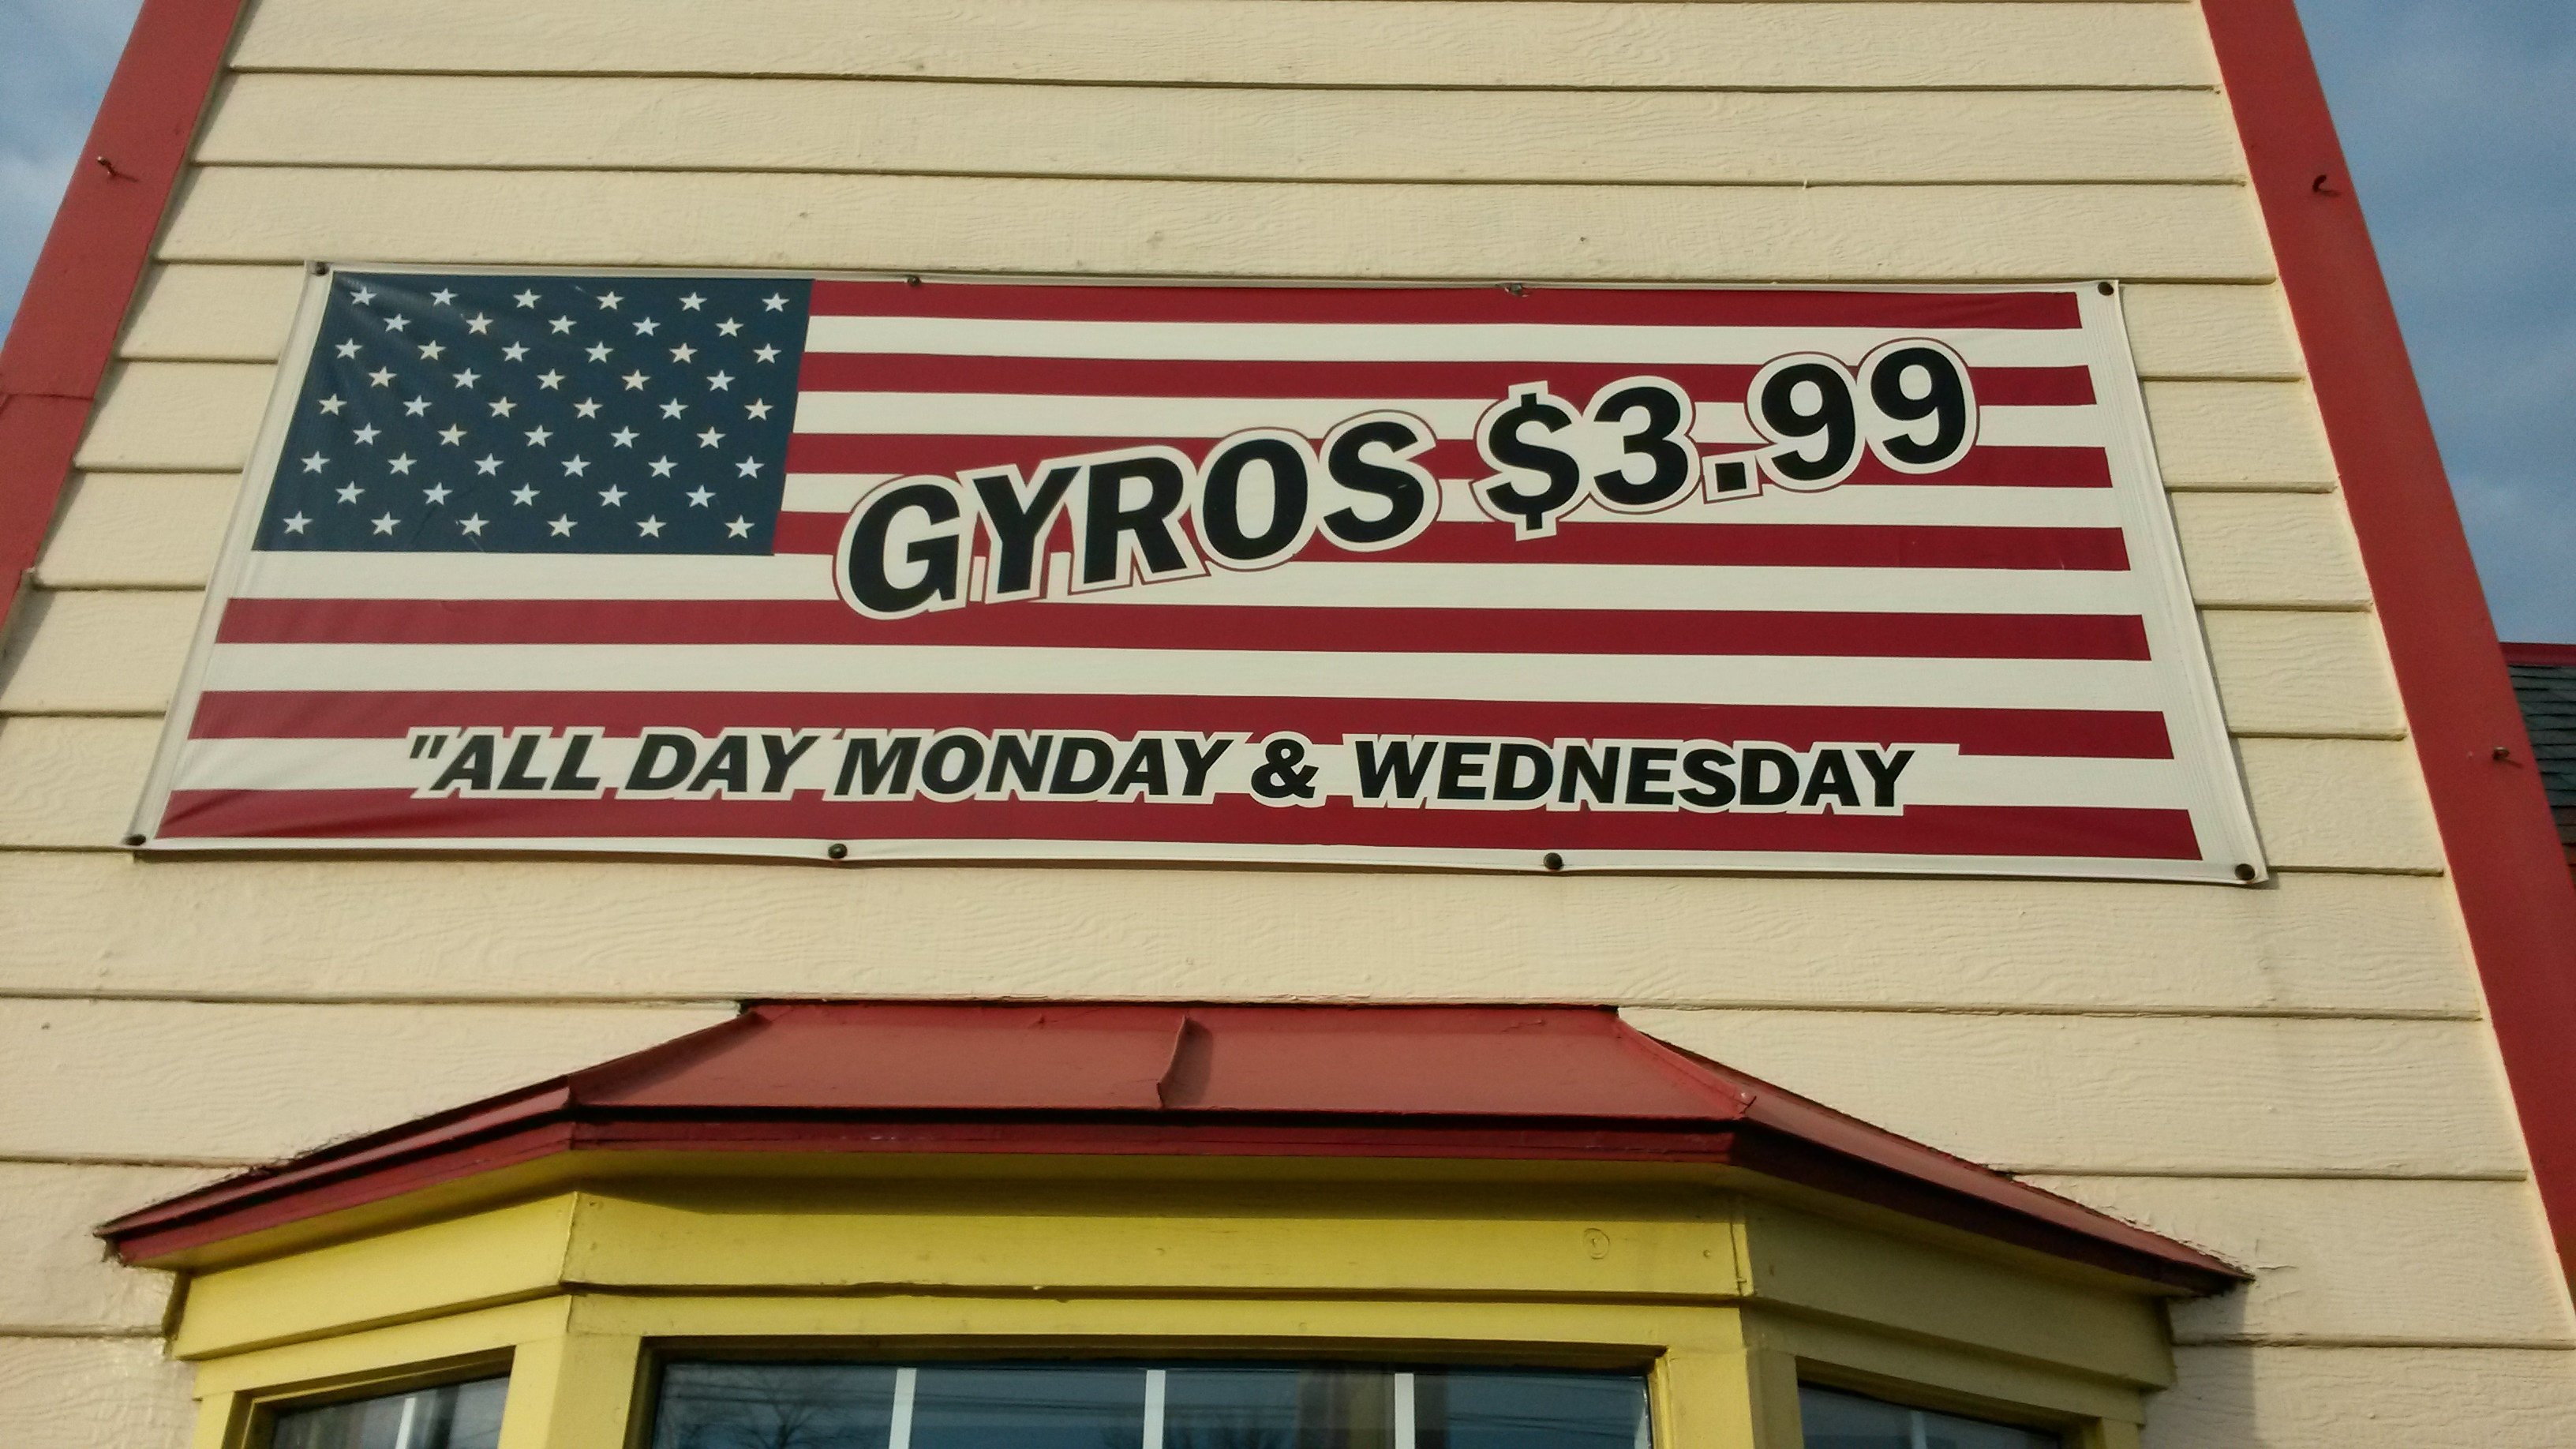 GYROS $3.99
"ALL DAY MONDAY & WEDNESDAY